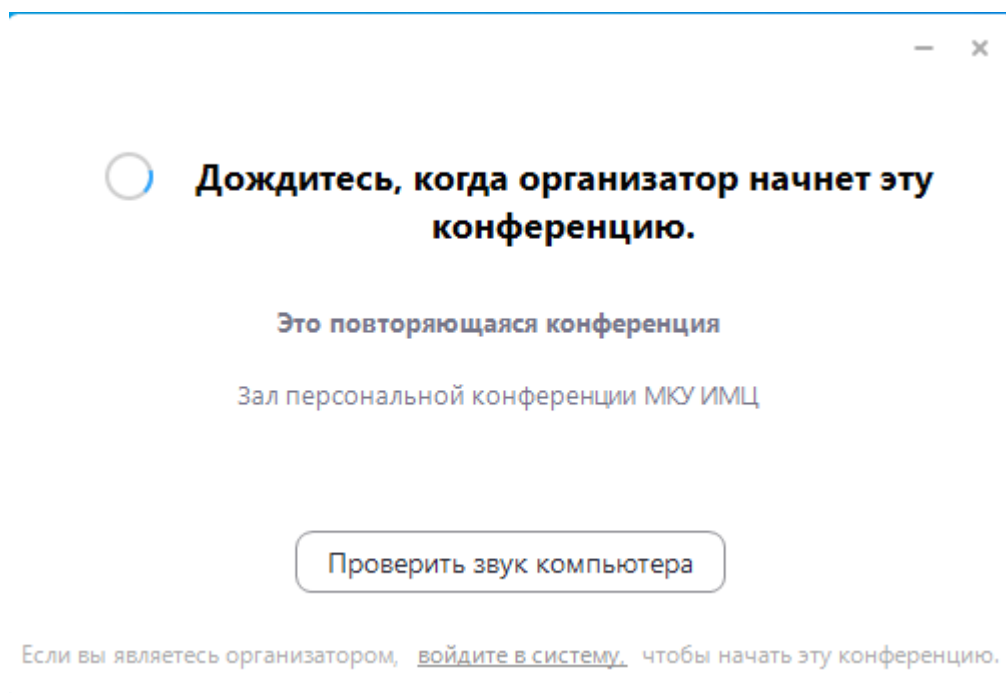 Дождитесь, когда организатор начнет эту
конференцию.
Это повторяющаяся конференция
Зал персональной конференции МКУ ИМЦ
Проверить звук компьютера
Если вы являетесь организатором, войдите в систему, чтобы начать эту конференцию.